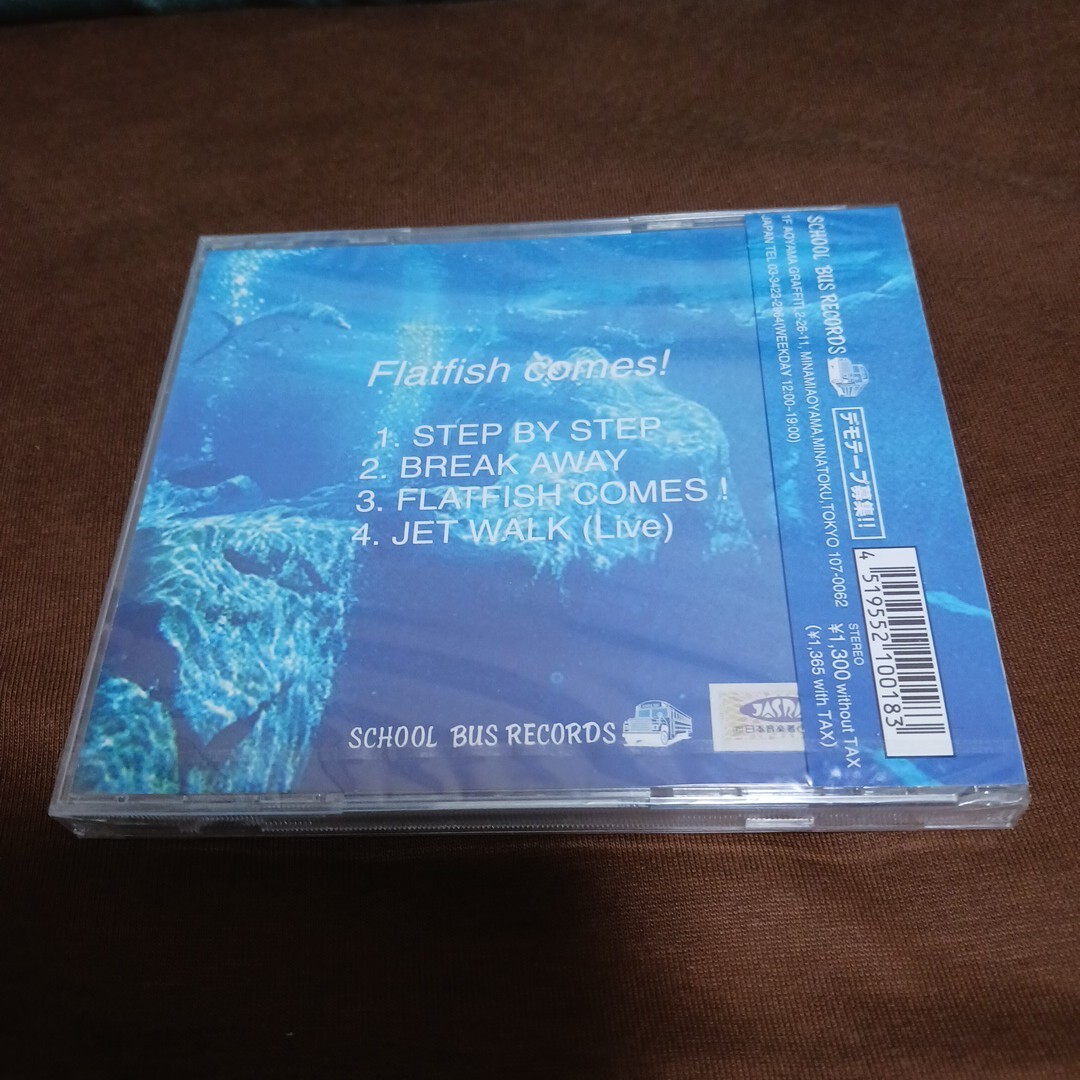 Flatfish comes!
1. STEP BY STEP
2. BREAK AWAY
3. FLATFISH COMES !
4. JET WALK (Live)
SCHOOL BUS RECORDS
SCHOOL BUS RECORDS
1F AOYAMA GRAFFITI, 2-26-11, MINAMIAOYAMA,MINATOKU,TOKYO 107-0062
JAPAN TEL 03-3423-2964(WEEKDAY 12:00~19:00)
デモテープ募集!!
STEREO
¥1,300 without TAX
(¥1,365 with TAX)
4 519552 100183